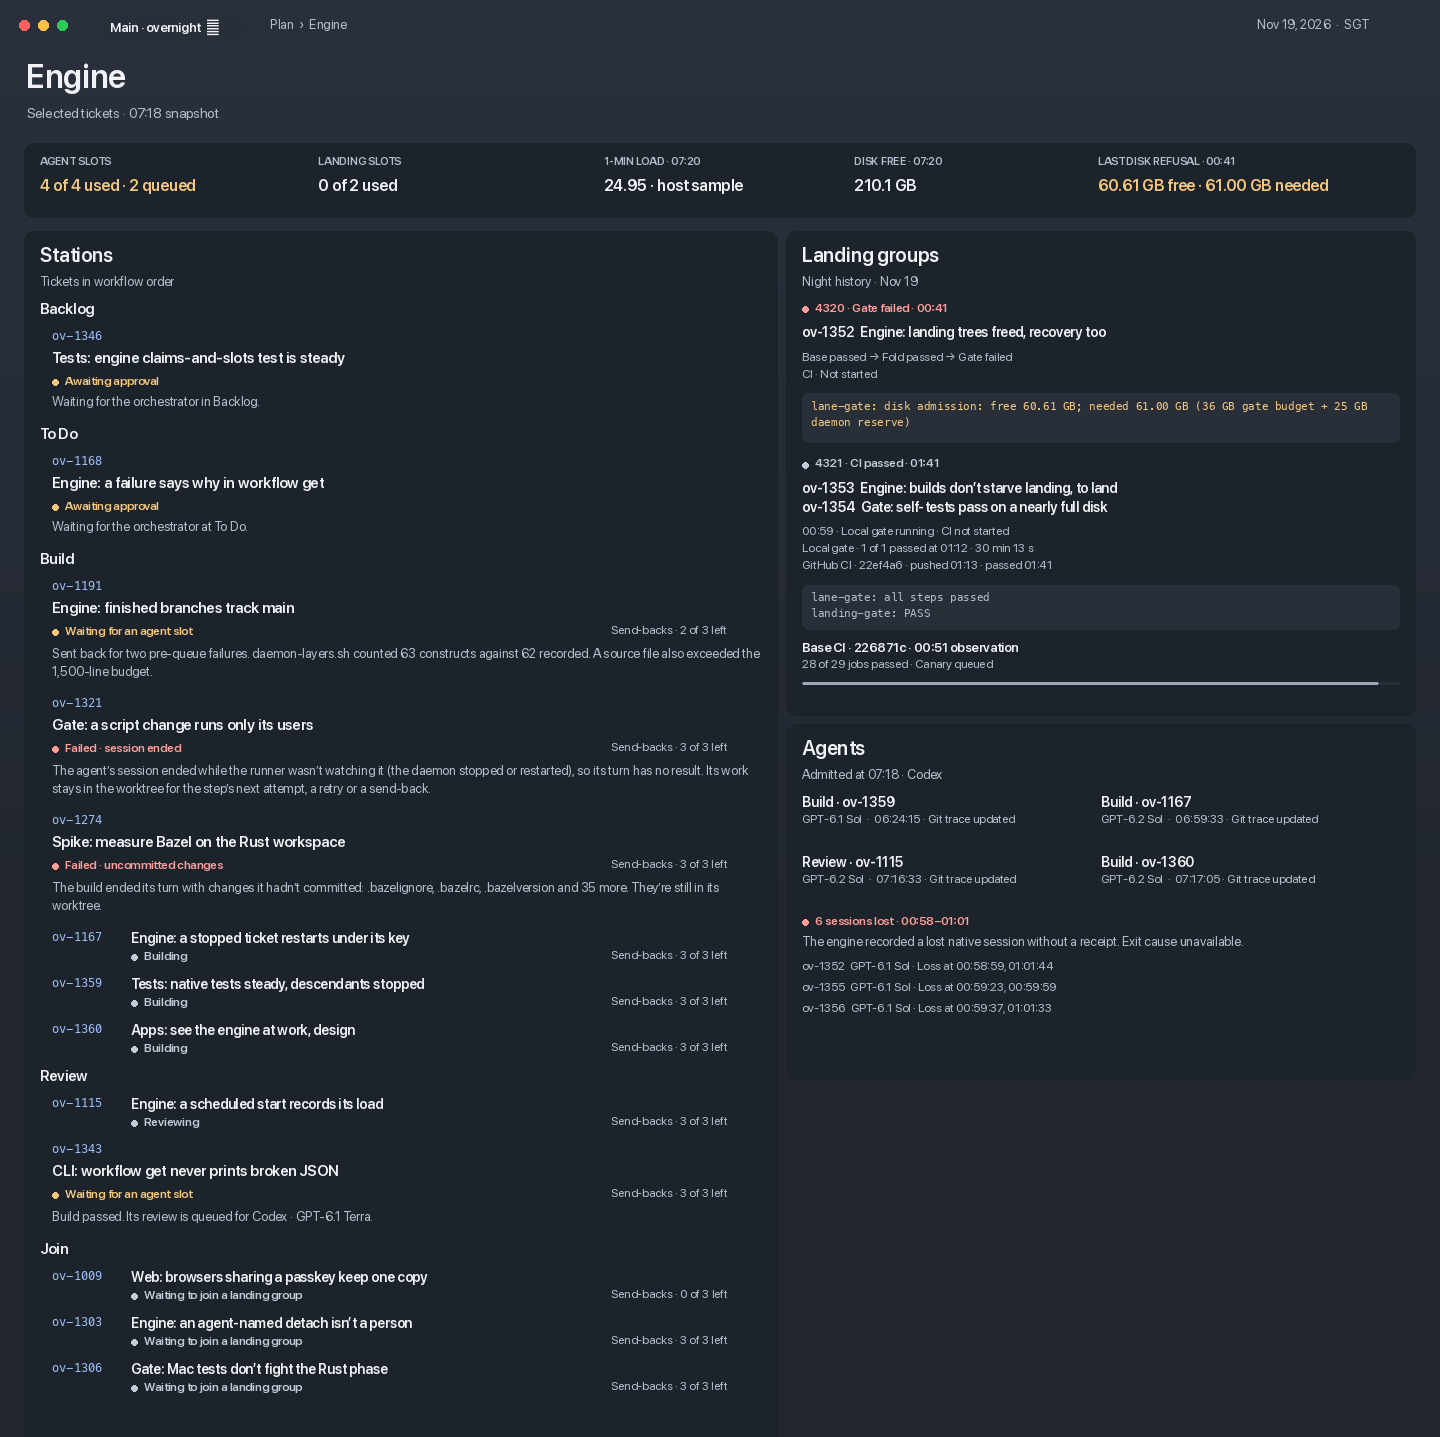 Main · overnight
Plan › Engine
Nov 19, 2026 · SGT
Engine
Selected tickets · 07:18 snapshot
AGENT SLOTS
4 of 4 used · 2 queued
LANDING SLOTS
0 of 2 used
1-MIN LOAD · 07:20
24.95 · host sample
DISK FREE · 07:20
210.1 GB
LAST DISK REFUSAL · 00:41
60.61 GB free · 61.00 GB needed
Stations
Tickets in workflow order
Backlog
ov-1346
Tests: engine claims-and-slots test is steady
Awaiting approval
Waiting for the orchestrator in Backlog.
To Do
ov-1168
Engine: a failure says why in workflow get
Awaiting approval
Waiting for the orchestrator at To Do.
Build
ov-1191
Engine: finished branches track main
Waiting for an agent slot
Send-backs · 2 of 3 left
Sent back for two pre-queue failures. daemon-layers.sh counted 63 constructs against 62 recorded. A source file also exceeded the
1,500-line budget.
ov-1321
Gate: a script change runs only its users
Failed · session ended
Send-backs · 3 of 3 left
The agent's session ended while the runner wasn't watching it (the daemon stopped or restarted), so its turn has no result. Its work
stays in the worktree for the step's next attempt, a retry or a send-back.
ov-1274
Spike: measure Bazel on the Rust workspace
Failed · uncommitted changes
Send-backs · 3 of 3 left
The build ended its turn with changes it hadn't committed: .bazelignore, .bazelrc, .bazelversion and 35 more. They're still in its
worktree.
ov-1167
Engine: a stopped ticket restarts under its key
Building
Send-backs · 3 of 3 left
ov-1359
Tests: native tests steady, descendants stopped
Building
Send-backs · 3 of 3 left
ov-1360
Apps: see the engine at work, design
Building
Send-backs · 3 of 3 left
Review
ov-1115
Engine: a scheduled start records its load
Reviewing
Send-backs · 3 of 3 left
ov-1343
CLI: workflow get never prints broken JSON
Waiting for an agent slot
Send-backs · 3 of 3 left
Build passed. Its review is queued for Codex · GPT-6.1 Terra.
Join
ov-1009
Web: browsers sharing a passkey keep one copy
Waiting to join a landing group
Send-backs · 0 of 3 left
ov-1303
Engine: an agent-named detach isn't a person
Waiting to join a landing group
Send-backs · 3 of 3 left
ov-1306
Gate: Mac tests don't fight the Rust phase
Waiting to join a landing group
Send-backs · 3 of 3 left
Landing groups
Night history · Nov 19
4320 · Gate failed · 00:41
ov-1352 Engine: landing trees freed, recovery too
Base passed → Fold passed → Gate failed
CI · Not started
lane-gate: disk admission: free 60.61 GB; needed 61.00 GB (36 GB gate budget + 25 GB
daemon reserve)
4321 · CI passed · 01:41
ov-1353 Engine: builds don't starve landing, to land
ov-1354 Gate: self-tests pass on a nearly full disk
00:59 · Local gate running · CI not started
Local gate · 1 of 1 passed at 01:12 · 30 min 13 s
GitHub CI · 22ef4a6 · pushed 01:13 · passed 01:41
lane-gate: all steps passed
landing-gate: PASS
Base CI · 226871c · 00:51 observation
28 of 29 jobs passed · Canary queued
Agents
Admitted at 07:18 · Codex
Build · ov-1359
GPT-6.1 Sol · 06:24:15 · Git trace updated
Build · ov-1167
GPT-6.2 Sol · 06:59:33 · Git trace updated
Review · ov-1115
GPT-6.2 Sol · 07:16:33 · Git trace updated
Build · ov-1360
GPT-6.2 Sol · 07:17:05 · Git trace updated
6 sessions lost · 00:58–01:01
The engine recorded a lost native session without a receipt. Exit cause unavailable.
ov-1352 GPT-6.1 Sol · Loss at 00:58:59, 01:01:44
ov-1355 GPT-6.1 Sol · Loss at 00:59:23, 00:59:59
ov-1356 GPT-6.1 Sol · Loss at 00:59:37, 01:01:33